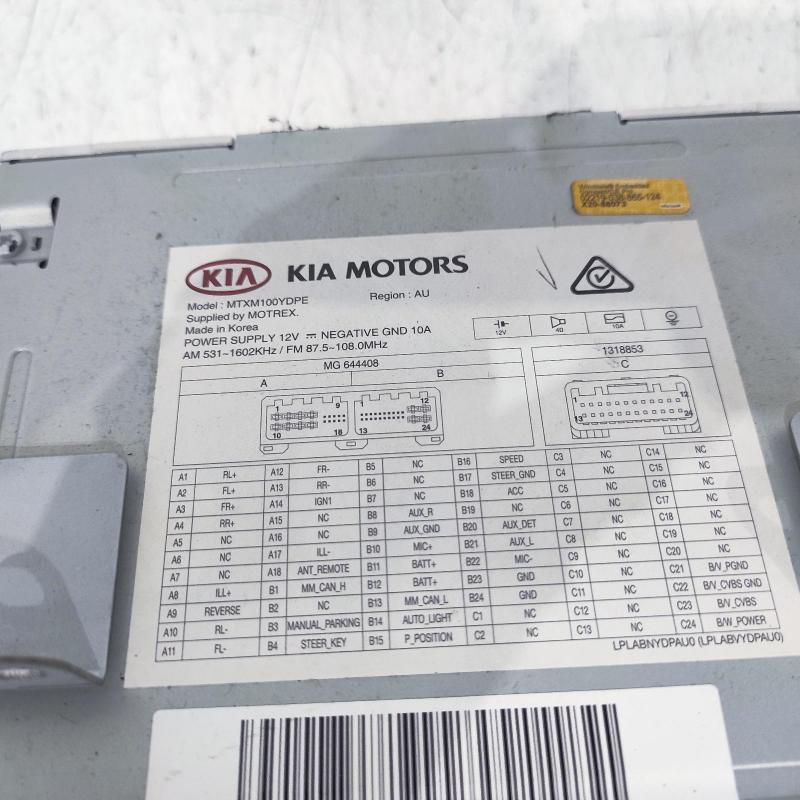 X20-88073
KIA KIA MOTORS
Model : MTXM100YDPE Region : AU
Supplied by MOTREX.
Made in Korea
POWER SUPPLY 12V NEGATIVE GND 10A
AM 531~1602KHz / FM 87.5~108.0MHz
12V 4Ω 10A
MG 644408 1318853
A B C
1 9 12 1 12
10 18 13 24 13 24
A1 RL+ A12 FR- B5 NC B16 SPEED C3 NC C14 NC
A2 FL+ A13 RR- B6 NC B17 STEER_GND C4 NC C15 NC
A3 FR+ A14 IGN1 B7 NC B18 ACC C5 NC C16 NC
A4 RR+ A15 NC B8 AUX_R B19 NC C6 NC C17 NC
A5 NC A16 NC B9 AUX_GND B20 AUX_DET C7 NC C18 NC
A6 NC A17 ILL- B10 MIC+ B21 AUX_L C8 NC C19 NC
A7 NC A18 ANT_REMOTE B11 BATT+ B22 MIC- C9 NC C20 NC
A8 ILL+ B1 MM_CAN_H B12 BATT+ B23 GND C10 NC C21 B/V_PGND
A9 REVERSE B2 NC B13 MM_CAN_L B24 GND C11 NC C22 B/V_CVBS GND
A10 RL- B3 MANUAL_PARKING B14 AUTO_LIGHT C1 NC C12 NC C23 B/V_CVBS
A11 FL- B4 STEER_KEY B15 P_POSITION C2 NC C13 NC C24 B/W_POWER
LPLABNYDPAU0 (LPLABVYDPAU0)